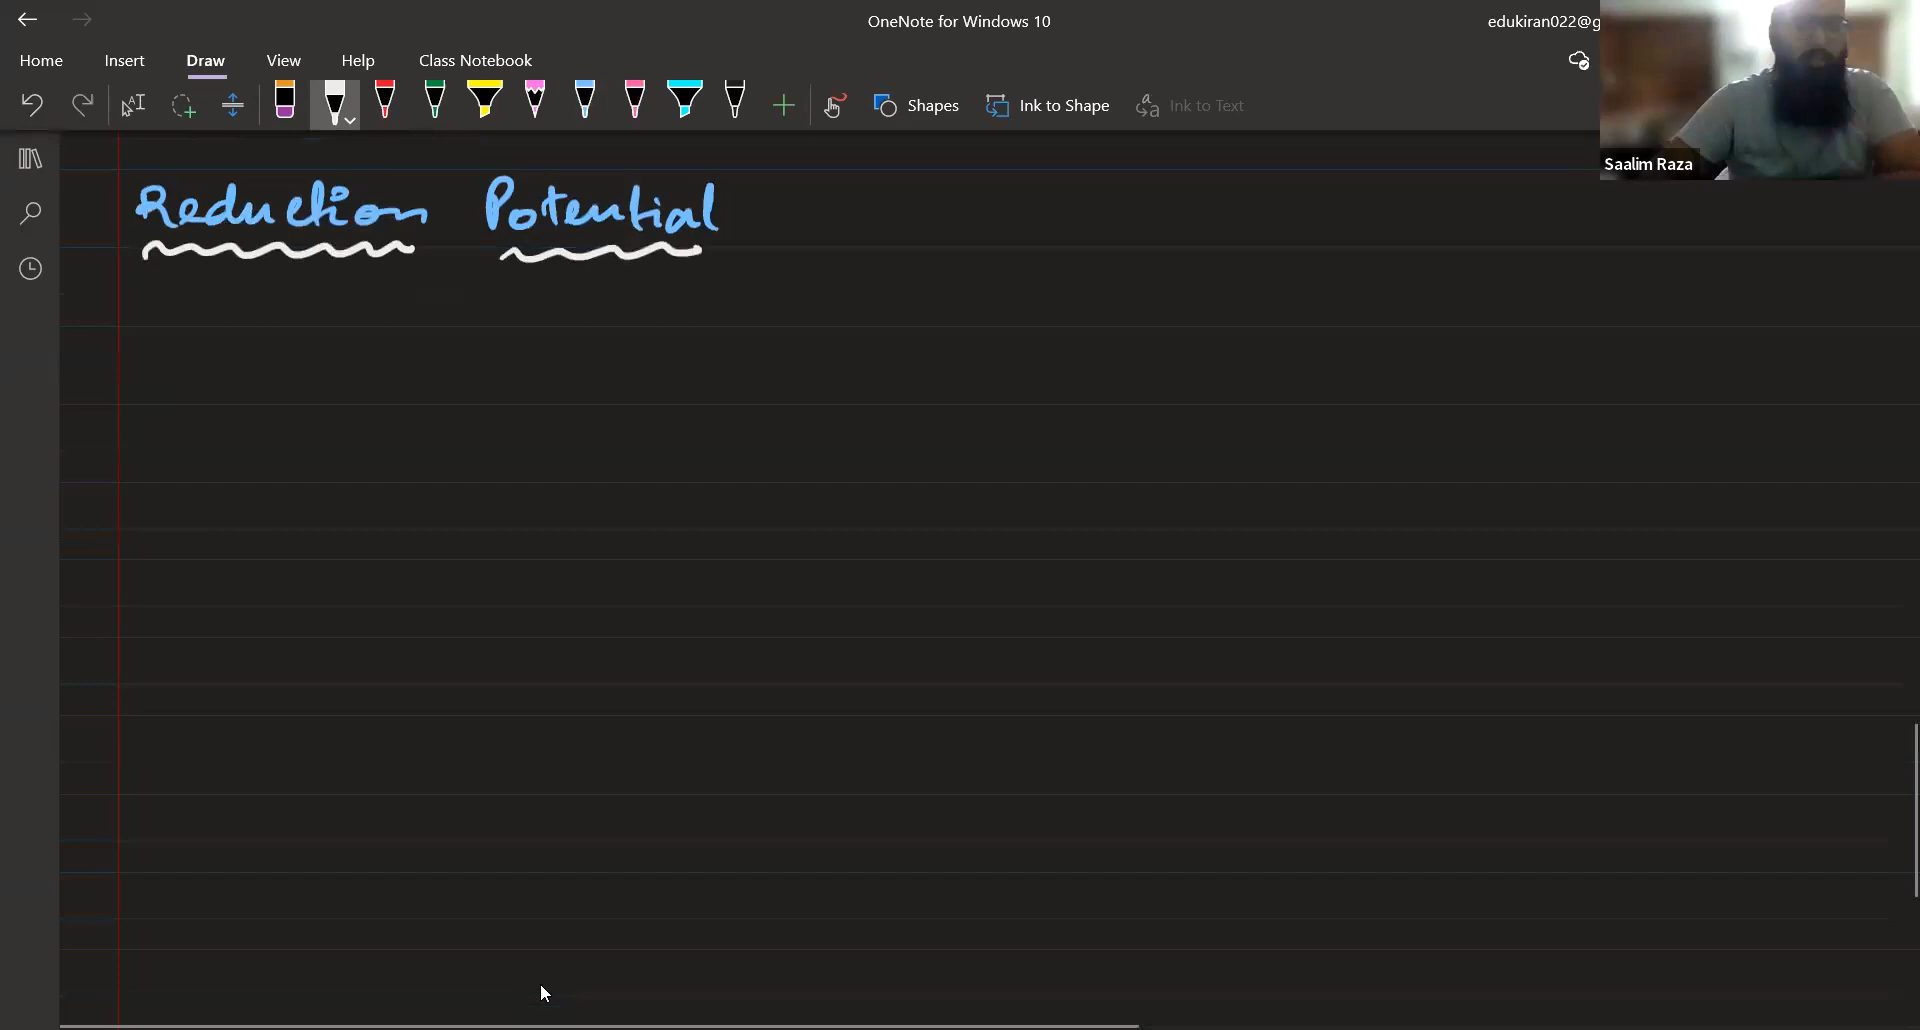 OneNote for Windows 10
edukiran022@g
Home Insert Draw View Help Class Notebook
Shapes Ink to Shape Ink to Text
Saalim Raza
Reduction Potential